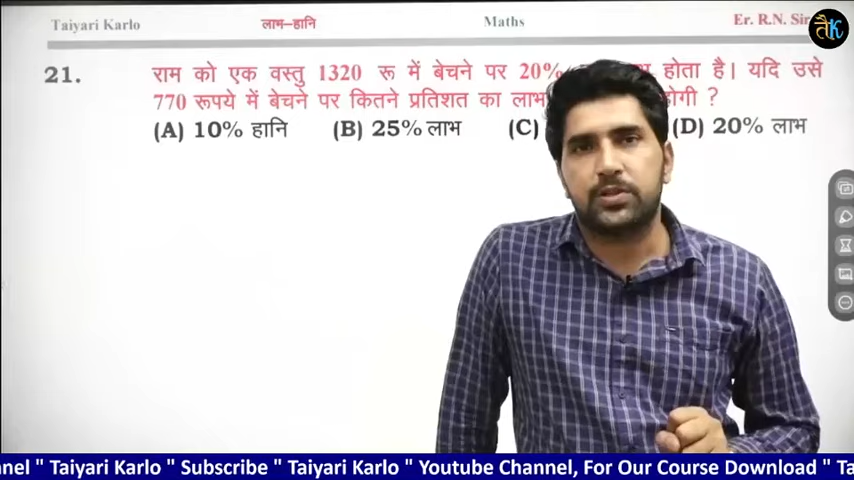 Taiyari Karlo लाभ–हानि Maths Er. R.N. Sir
तैK
21. राम को एक वस्तु 1320 रू में बेचने पर 20% होता है। यदि उसे
770 रूपये में बेचने पर कितने प्रतिशत का लाभ होगी ?
(A) 10% हानि (B) 25% लाभ (C) (D) 20% लाभ
nel " Taiyari Karlo " Subscribe " Taiyari Karlo " Youtube Channel, For Our Course Download " Ta